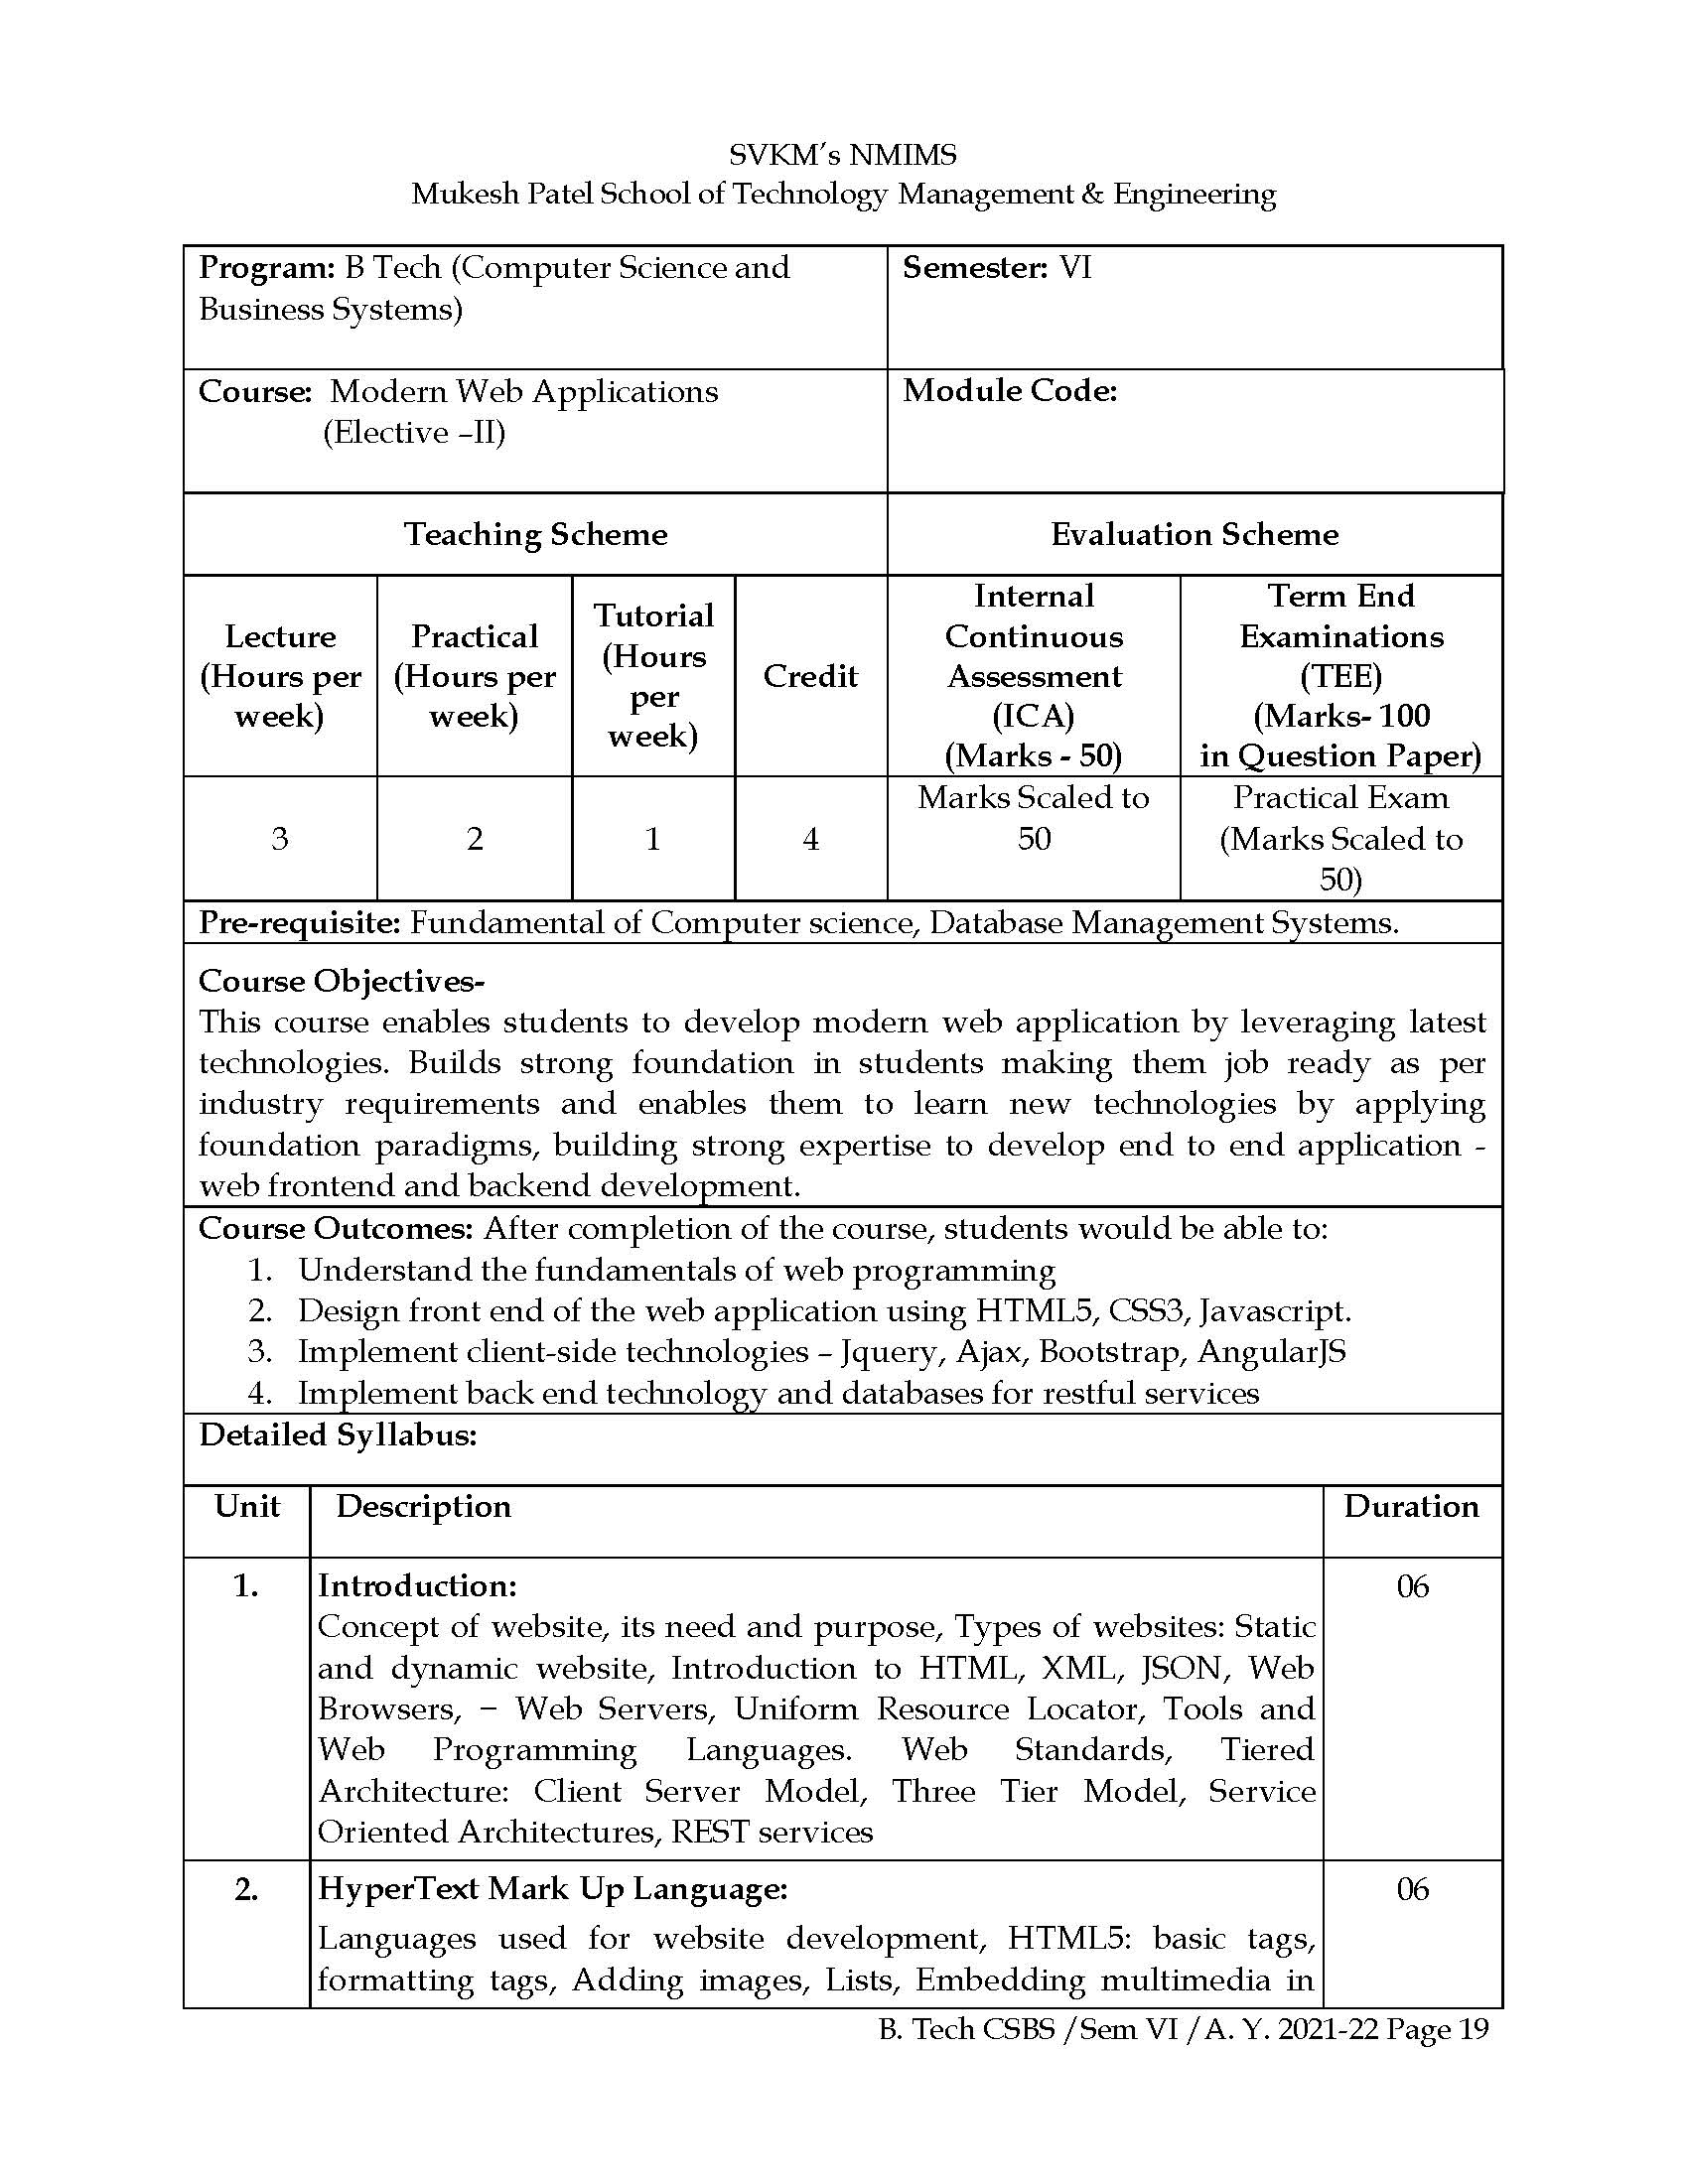 SVKM's NMIMS
Mukesh Patel School of Technology Management & Engineering
Program: B Tech (Computer Science and
Business Systems)
Semester: VI
Course: Modern Web Applications
(Elective –II)
Module Code:
Teaching Scheme
Evaluation Scheme
Lecture
(Hours per
week)
Practical
(Hours per
week)
Tutorial
(Hours
per
week)
Credit
Internal
Continuous
Assessment
(ICA)
(Marks - 50)
Term End
Examinations
(TEE)
(Marks- 100
in Question Paper)
3
2
1
4
Marks Scaled to
50
Practical Exam
(Marks Scaled to
50)
Pre-requisite: Fundamental of Computer science, Database Management Systems.
Course Objectives-
This course enables students to develop modern web application by leveraging latest
technologies. Builds strong foundation in students making them job ready as per
industry requirements and enables them to learn new technologies by applying
foundation paradigms, building strong expertise to develop end to end application -
web frontend and backend development.
Course Outcomes: After completion of the course, students would be able to:
1. Understand the fundamentals of web programming
2. Design front end of the web application using HTML5, CSS3, Javascript.
3. Implement client-side technologies – Jquery, Ajax, Bootstrap, AngularJS
4. Implement back end technology and databases for restful services
Detailed Syllabus:
Unit
Description
Duration
1.
Introduction:
06
Concept of website, its need and purpose, Types of websites: Static
and dynamic website, Introduction to HTML, XML, JSON, Web
Browsers, − Web Servers, Uniform Resource Locator, Tools and
Web Programming Languages. Web Standards, Tiered
Architecture: Client Server Model, Three Tier Model, Service
Oriented Architectures, REST services
2.
HyperText Mark Up Language:
06
Languages used for website development, HTML5: basic tags,
formatting tags, Adding images, Lists, Embedding multimedia in
B. Tech CSBS /Sem VI /A. Y. 2021-22 Page 19